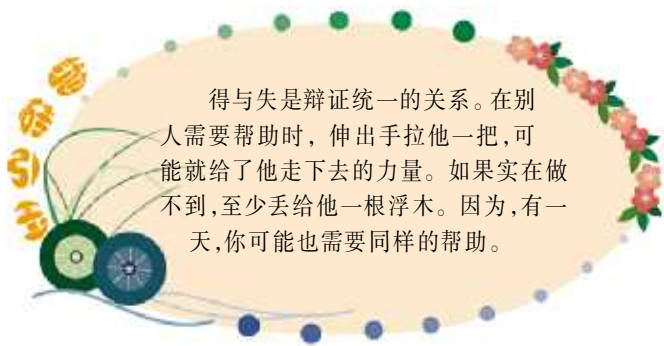 得与失是辩证统一的关系。在别
人需要帮助时，伸出手拉他一把，可
能就给了他走下去的力量。如果实在做
不到，至少丢给他一根浮木。因为，有一
天，你可能也需要同样的帮助。